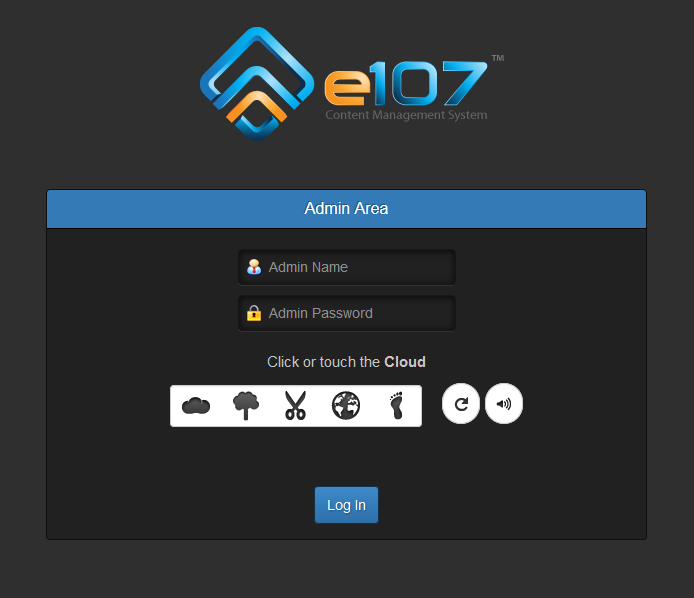 e107™
Content Management System
Admin Area
Admin Name
Admin Password
Click or touch the Cloud
Log In